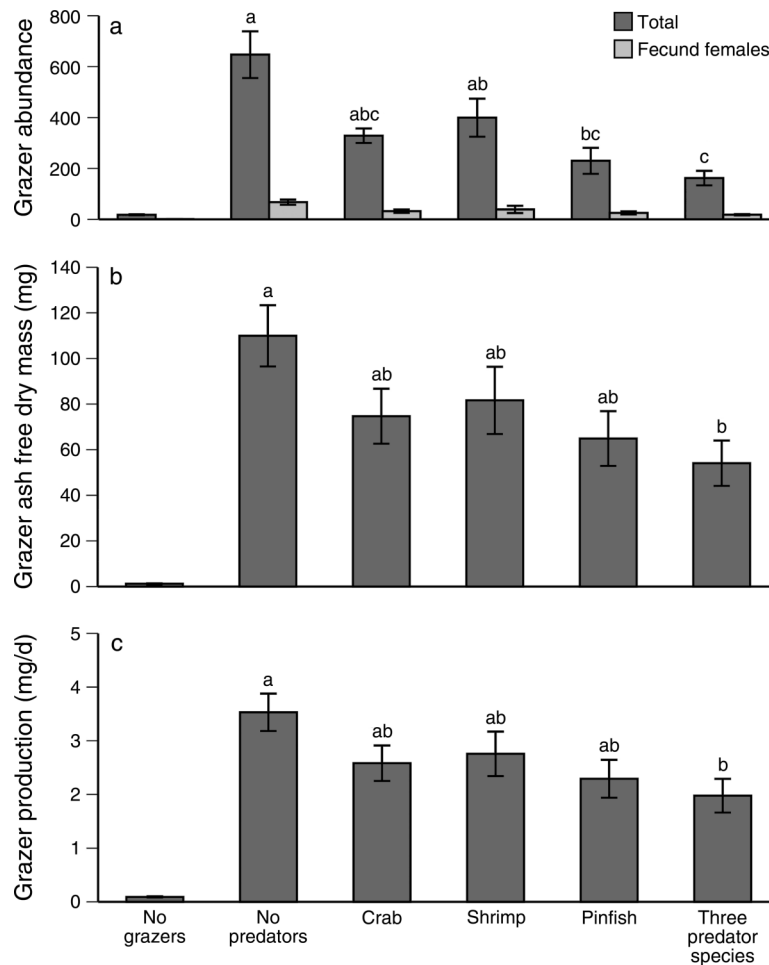 a
Total
Fecund females
Grazer abundance
800
600
400
200
0
a
abc
ab
bc
c
b
Grazer ash free dry mass (mg)
140
120
100
80
60
40
20
0
a
ab
ab
ab
b
c
Grazer production (mg/d)
5
4
3
2
1
0
a
ab
ab
ab
b
No
grazers
No
predators
Crab
Shrimp
Pinfish
Three
predator
species